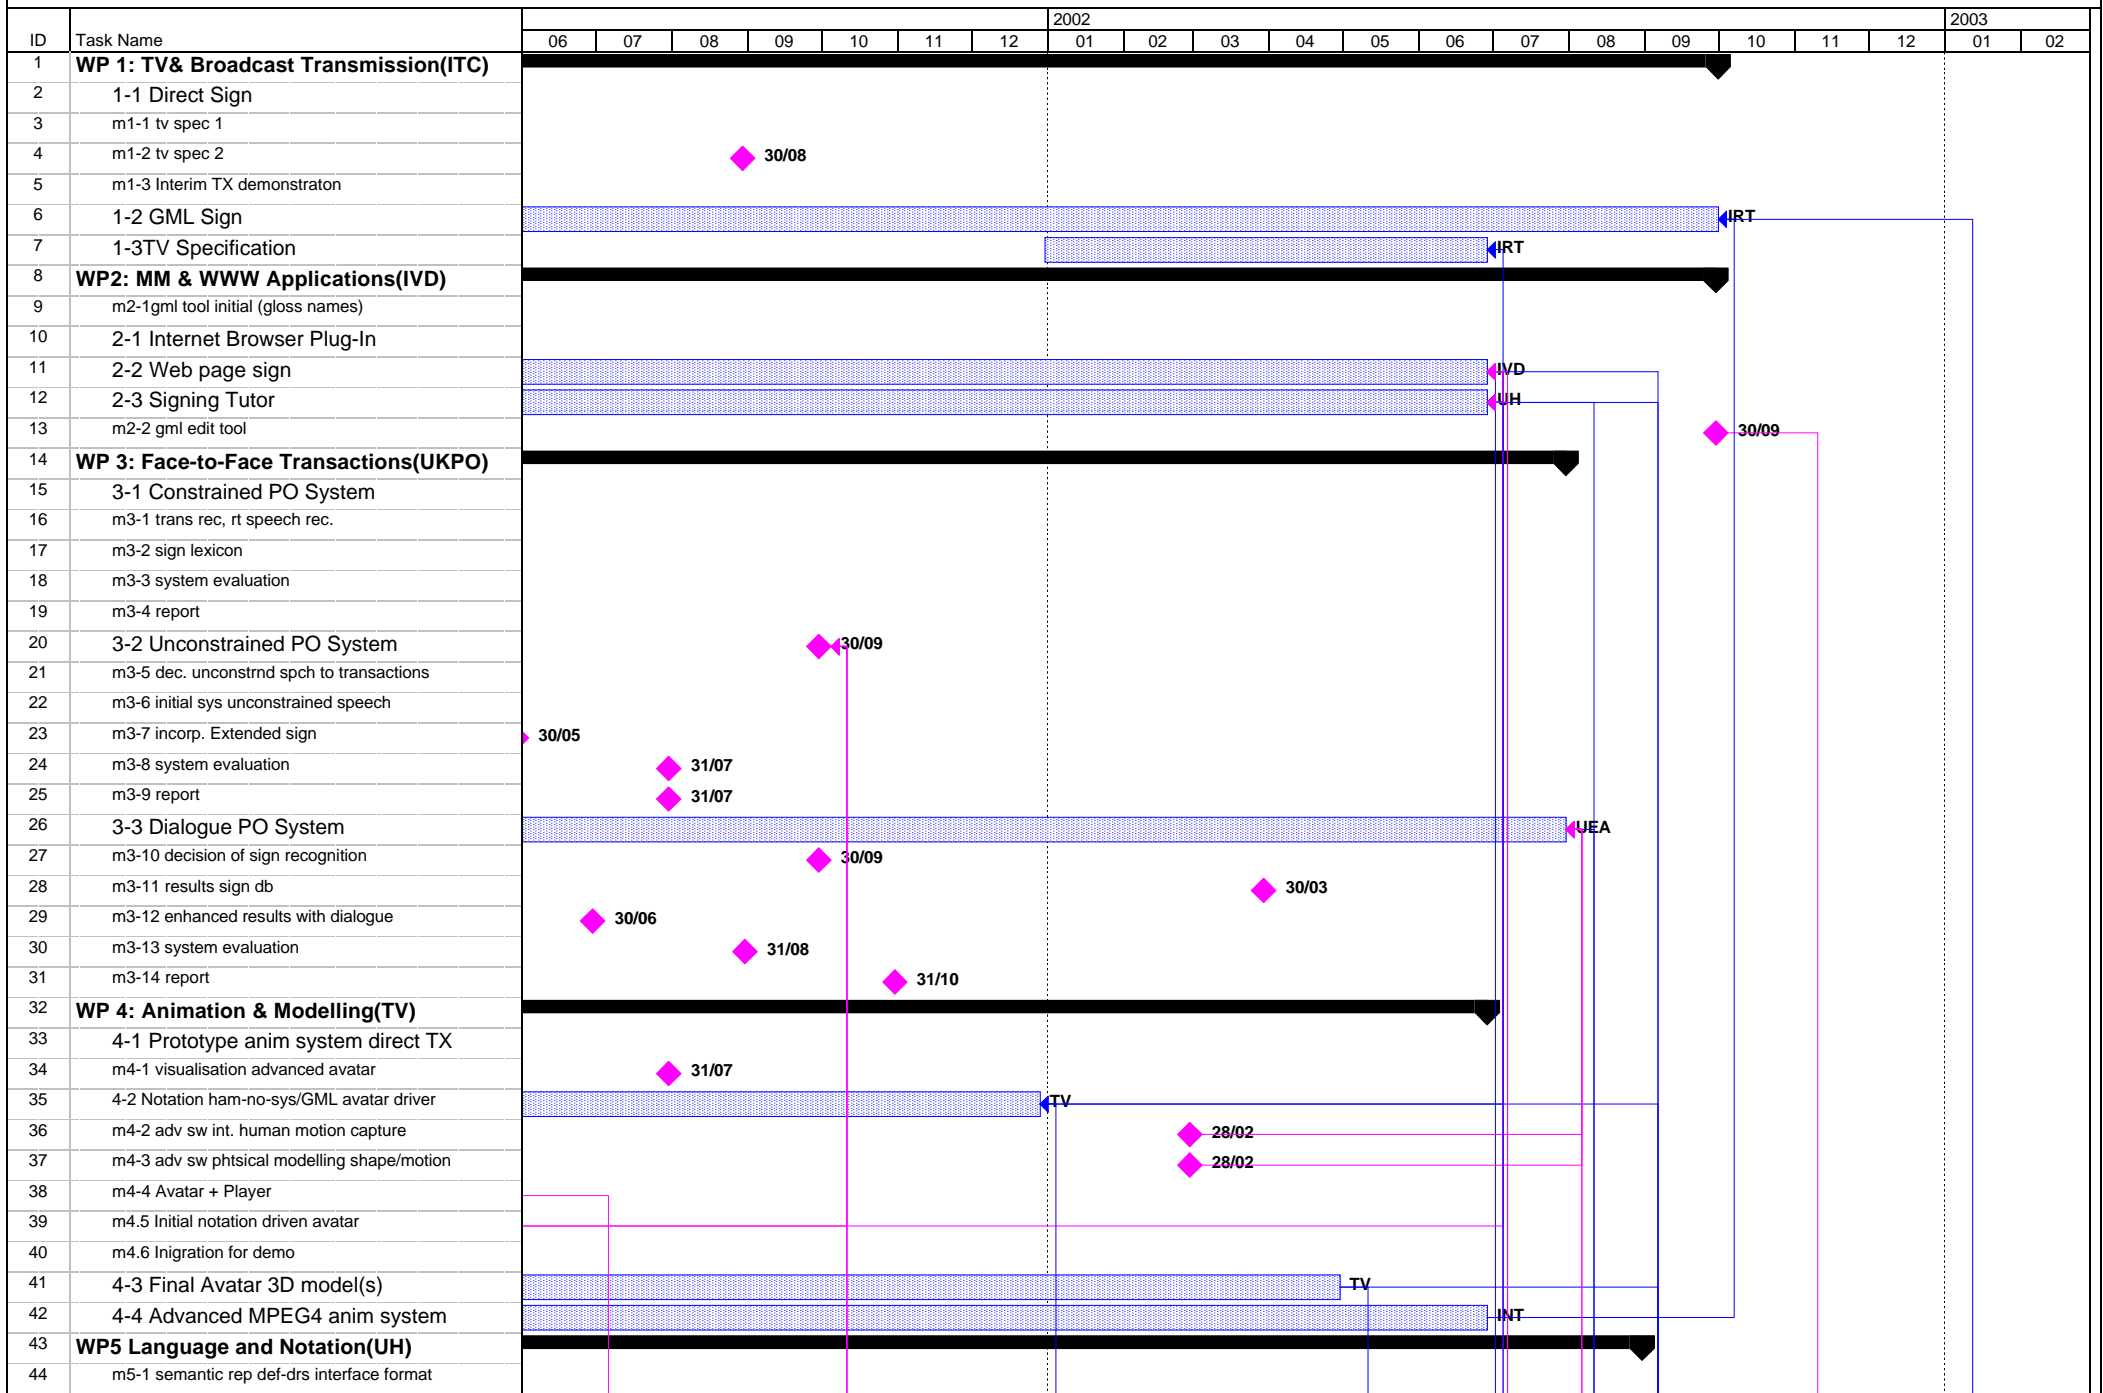 2002 2003
ID Task Name 06 07 08 09 10 11 12 01 02 03 04 05 06 07 08 09 10 11 12 01 02
1 WP 1: TV& Broadcast Transmission(ITC)
2 1-1 Direct Sign
3 m1-1 tv spec 1
4 m1-2 tv spec 2 30/08
5 m1-3 Interim TX demonstraton
6 1-2 GML Sign IRT
7 1-3TV Specification IRT
8 WP2: MM & WWW Applications(IVD)
9 m2-1gml tool initial (gloss names)
10 2-1 Internet Browser Plug-In
11 2-2 Web page sign IVD
12 2-3 Signing Tutor UH
13 m2-2 gml edit tool 30/09
14 WP 3: Face-to-Face Transactions(UKPO)
15 3-1 Constrained PO System
16 m3-1 trans rec, rt speech rec.
17 m3-2 sign lexicon
18 m3-3 system evaluation
19 m3-4 report
20 3-2 Unconstrained PO System 30/09
21 m3-5 dec. unconstrnd spch to transactions
22 m3-6 initial sys unconstrained speech
23 m3-7 incorp. Extended sign 30/05
24 m3-8 system evaluation 31/07
25 m3-9 report 31/07
26 3-3 Dialogue PO System UEA
27 m3-10 decision of sign recognition 30/09
28 m3-11 results sign db 30/03
29 m3-12 enhanced results with dialogue 30/06
30 m3-13 system evaluation 31/08
31 m3-14 report 31/10
32 WP 4: Animation & Modelling(TV)
33 4-1 Prototype anim system direct TX
34 m4-1 visualisation advanced avatar 31/07
35 4-2 Notation ham-no-sys/GML avatar driver TV
36 m4-2 adv sw int. human motion capture 28/02
37 m4-3 adv sw phtsical modelling shape/motion 28/02
38 m4-4 Avatar + Player
39 m4.5 Initial notation driven avatar
40 m4.6 Inigration for demo
41 4-3 Final Avatar 3D model(s) TV
42 4-4 Advanced MPEG4 anim system INT
43 WP5 Language and Notation(UH)
44 m5-1 semantic rep def-drs interface format